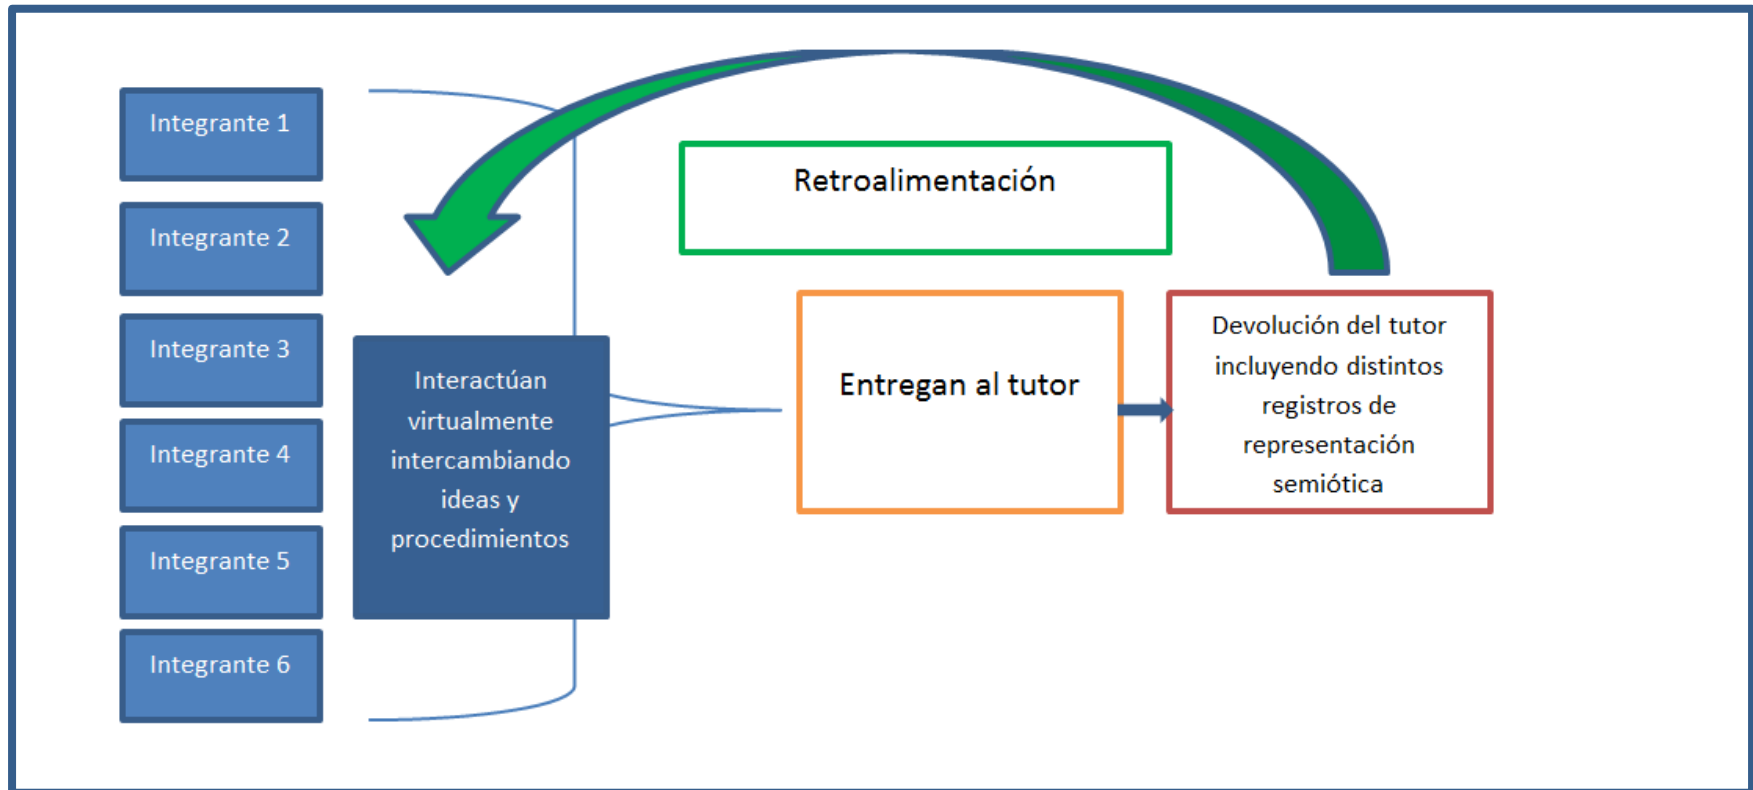 Integrante 1
Integrante 2
Integrante 3
Integrante 4
Integrante 5
Integrante 6
Interactúan
virtualmente
intercambiando
ideas y
procedimientos
Retroalimentación
Entregan al tutor
Devolución del tutor
incluyendo distintos
registros de
representación
semiótica